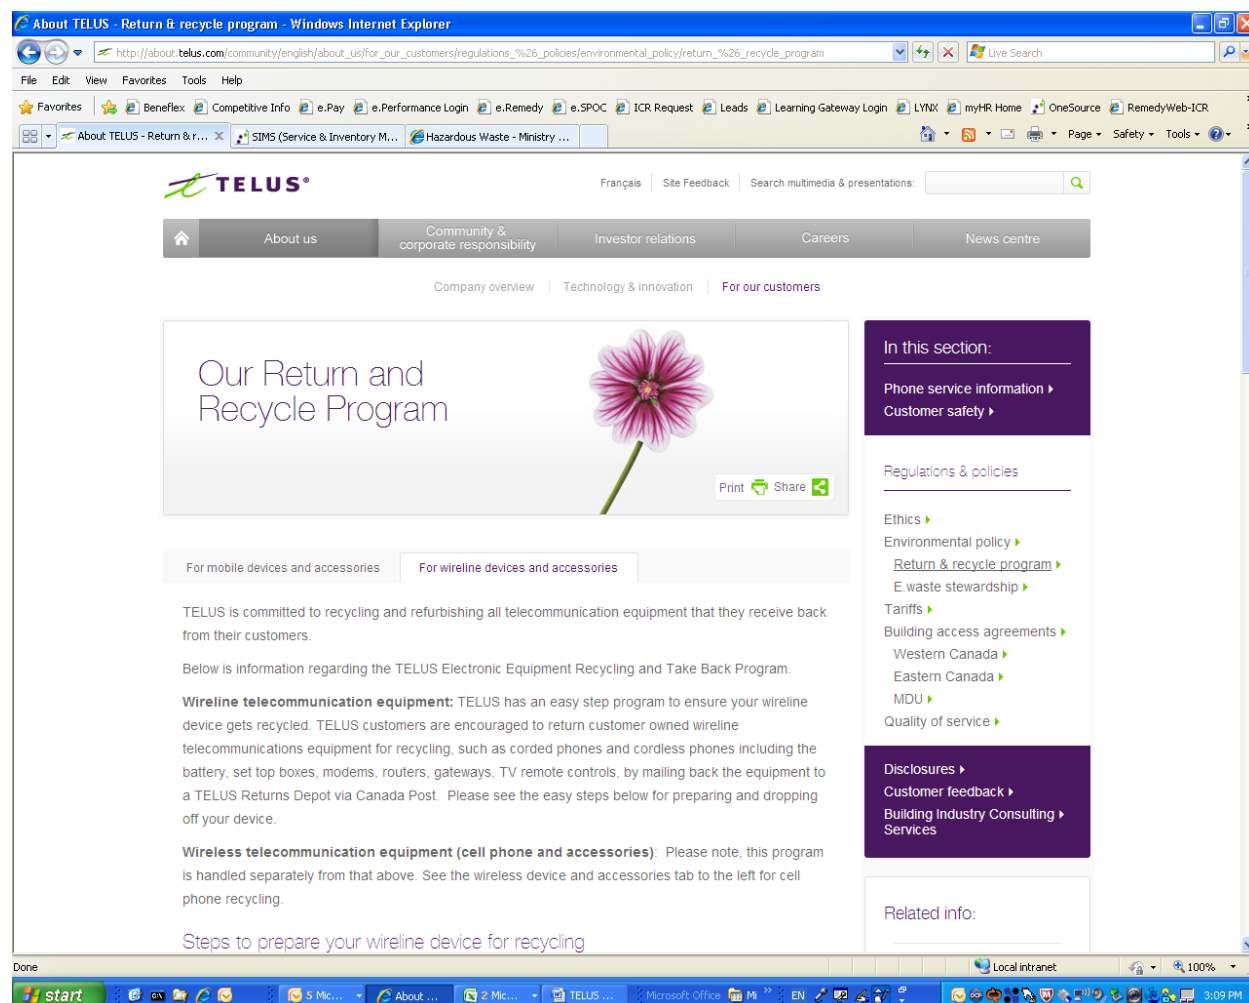 About TELUS - Return & recycle program - Windows Internet Explorer
http://about.telus.com/community/english/about_us/for_our_customers/regulations_%26_policies/environmental_policy/return_%26_recycle_program
Live Search
File Edit View Favorites Tools Help
Favorites Beneflex Competitive Info e.Pay e.Performance Login e.Remedy e.SPOC ICR Request Leads Learning Gateway Login LYNX myHR Home OneSource RemedyWeb-ICR
About TELUS - Return & r... SIMS (Service & Inventory M... Hazardous Waste - Ministry ... Page Safety Tools
TELUS®
Français Site Feedback Search multimedia & presentations:
About us
Community & corporate responsibility
Investor relations
Careers
News centre
Company overview Technology & innovation For our customers
Our Return and
Recycle Program
Print Share
For mobile devices and accessories For wireline devices and accessories
TELUS is committed to recycling and refurbishing all telecommunication equipment that they receive back
from their customers.
Below is information regarding the TELUS Electronic Equipment Recycling and Take Back Program.
Wireline telecommunication equipment: TELUS has an easy step program to ensure your wireline
device gets recycled. TELUS customers are encouraged to return customer owned wireline
telecommunications equipment for recycling, such as corded phones and cordless phones including the
battery, set top boxes, modems, routers, gateways, TV remote controls, by mailing back the equipment to
a TELUS Returns Depot via Canada Post. Please see the easy steps below for preparing and dropping
off your device.
Wireless telecommunication equipment (cell phone and accessories): Please note, this program
is handled separately from that above. See the wireless device and accessories tab to the left for cell
phone recycling.
Steps to prepare your wireline device for recycling
In this section:
Phone service information
Customer safety
Regulations & policies
Ethics
Environmental policy
Return & recycle program
E.waste stewardship
Tariffs
Building access agreements
Western Canada
Eastern Canada
MDU
Quality of service
Disclosures
Customer feedback
Building Industry Consulting
Services
Related info:
Done Local intranet 100%
start 5 Mic... About ... 2 Mic... TELUS ... Microsoft Office Mi EN 3:09 PM